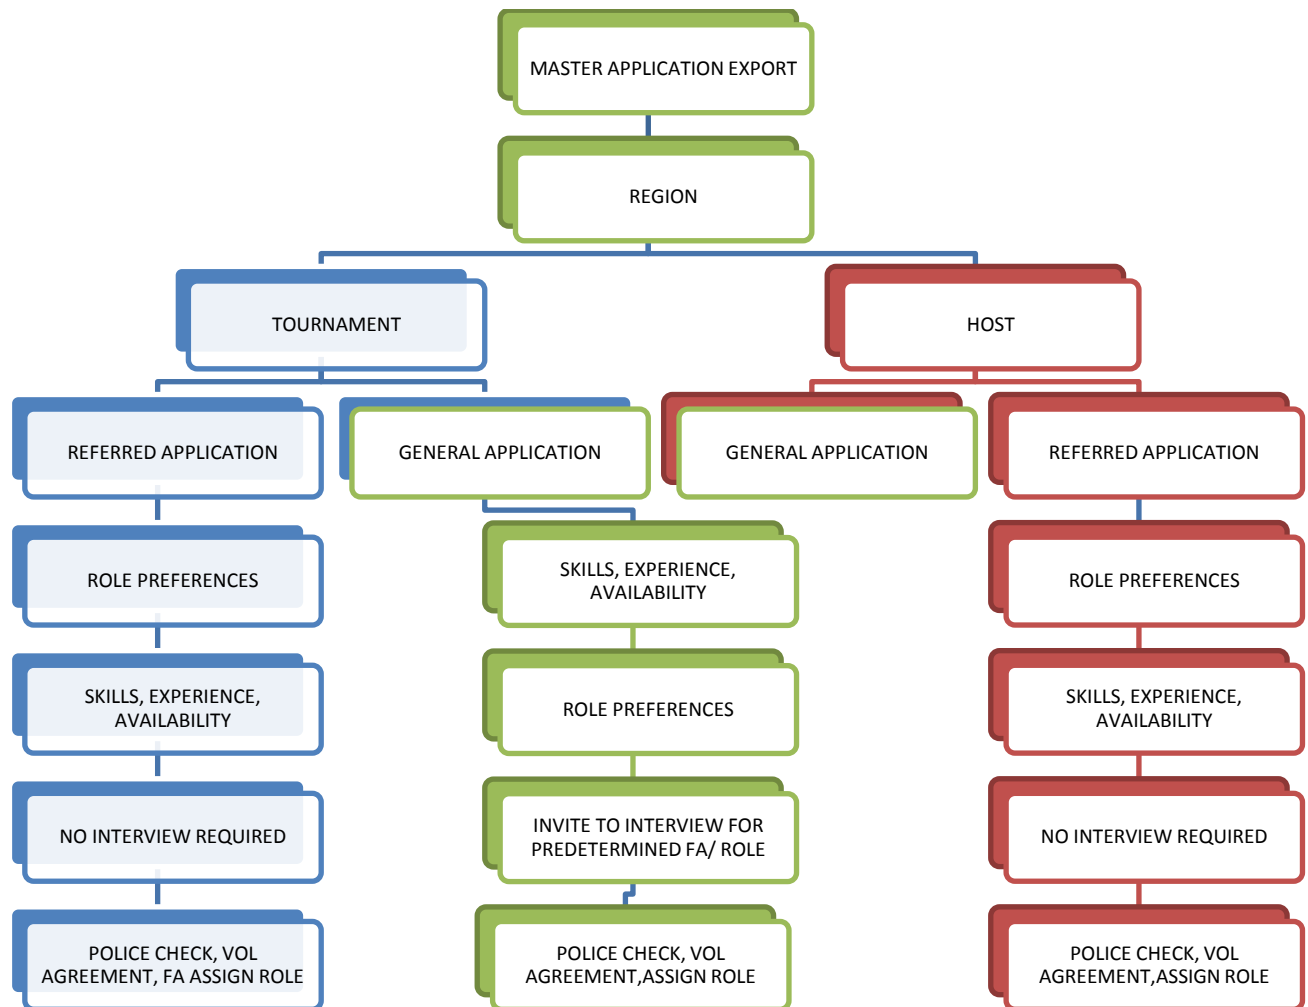 MASTER APPLICATION EXPORT
REGION
TOURNAMENT
HOST
REFERRED APPLICATION
GENERAL APPLICATION
GENERAL APPLICATION
REFERRED APPLICATION
ROLE PREFERENCES
SKILLS, EXPERIENCE,
AVAILABILITY
ROLE PREFERENCES
SKILLS, EXPERIENCE,
AVAILABILITY
ROLE PREFERENCES
SKILLS, EXPERIENCE,
AVAILABILITY
NO INTERVIEW REQUIRED
INVITE TO INTERVIEW FOR
PREDETERMINED FA/ ROLE
NO INTERVIEW REQUIRED
POLICE CHECK, VOL
AGREEMENT, FA ASSIGN ROLE
POLICE CHECK, VOL
AGREEMENT,ASSIGN ROLE
POLICE CHECK, VOL
AGREEMENT,ASSIGN ROLE